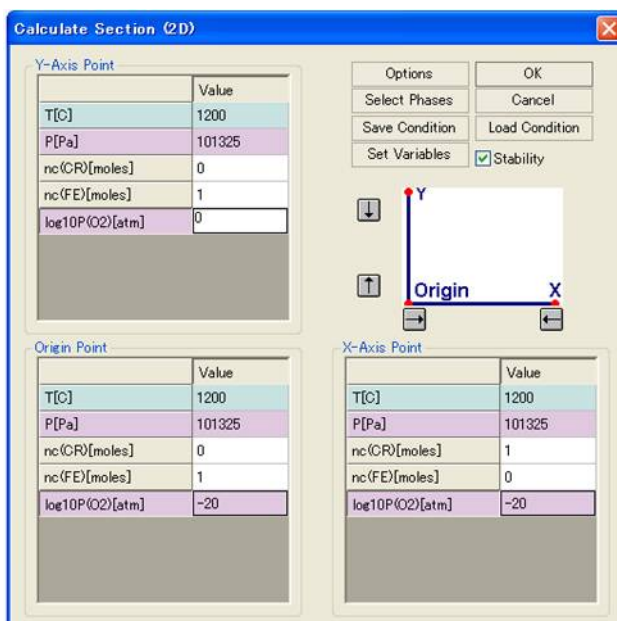 Calculate Section (2D)
Y-Axis Point
Value
T[C] 1200
P[Pa] 101325
nc(CR)[moles] 0
nc(FE)[moles] 1
log10P(O2)[atm] 0
Options OK
Select Phases Cancel
Save Condition Load Condition
Set Variables Stability
Y
Origin X
Origin Point
Value
T[C] 1200
P[Pa] 101325
nc(CR)[moles] 0
nc(FE)[moles] 1
log10P(O2)[atm] -20
X-Axis Point
Value
T[C] 1200
P[Pa] 101325
nc(CR)[moles] 1
nc(FE)[moles] 0
log10P(O2)[atm] -20